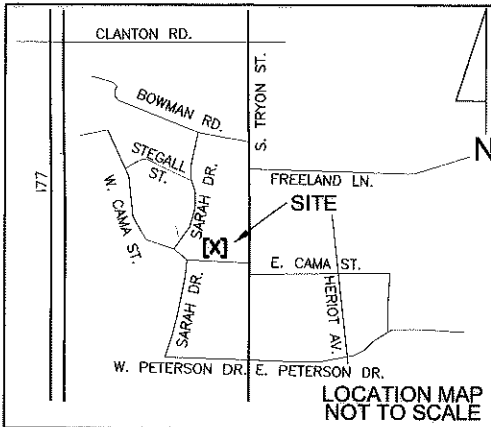 CLANTON RD.
S. TRYON ST.
BOWMAN RD.
STEGALL
ST.
N
FREELAND LN.
177
W. CAMA ST.
SARAH DR.
SITE
[X]
E. CAMA ST.
SARAH DR.
HERIOT AV.
W. PETERSON DR.
E. PETERSON DR.
LOCATION MAP
NOT TO SCALE